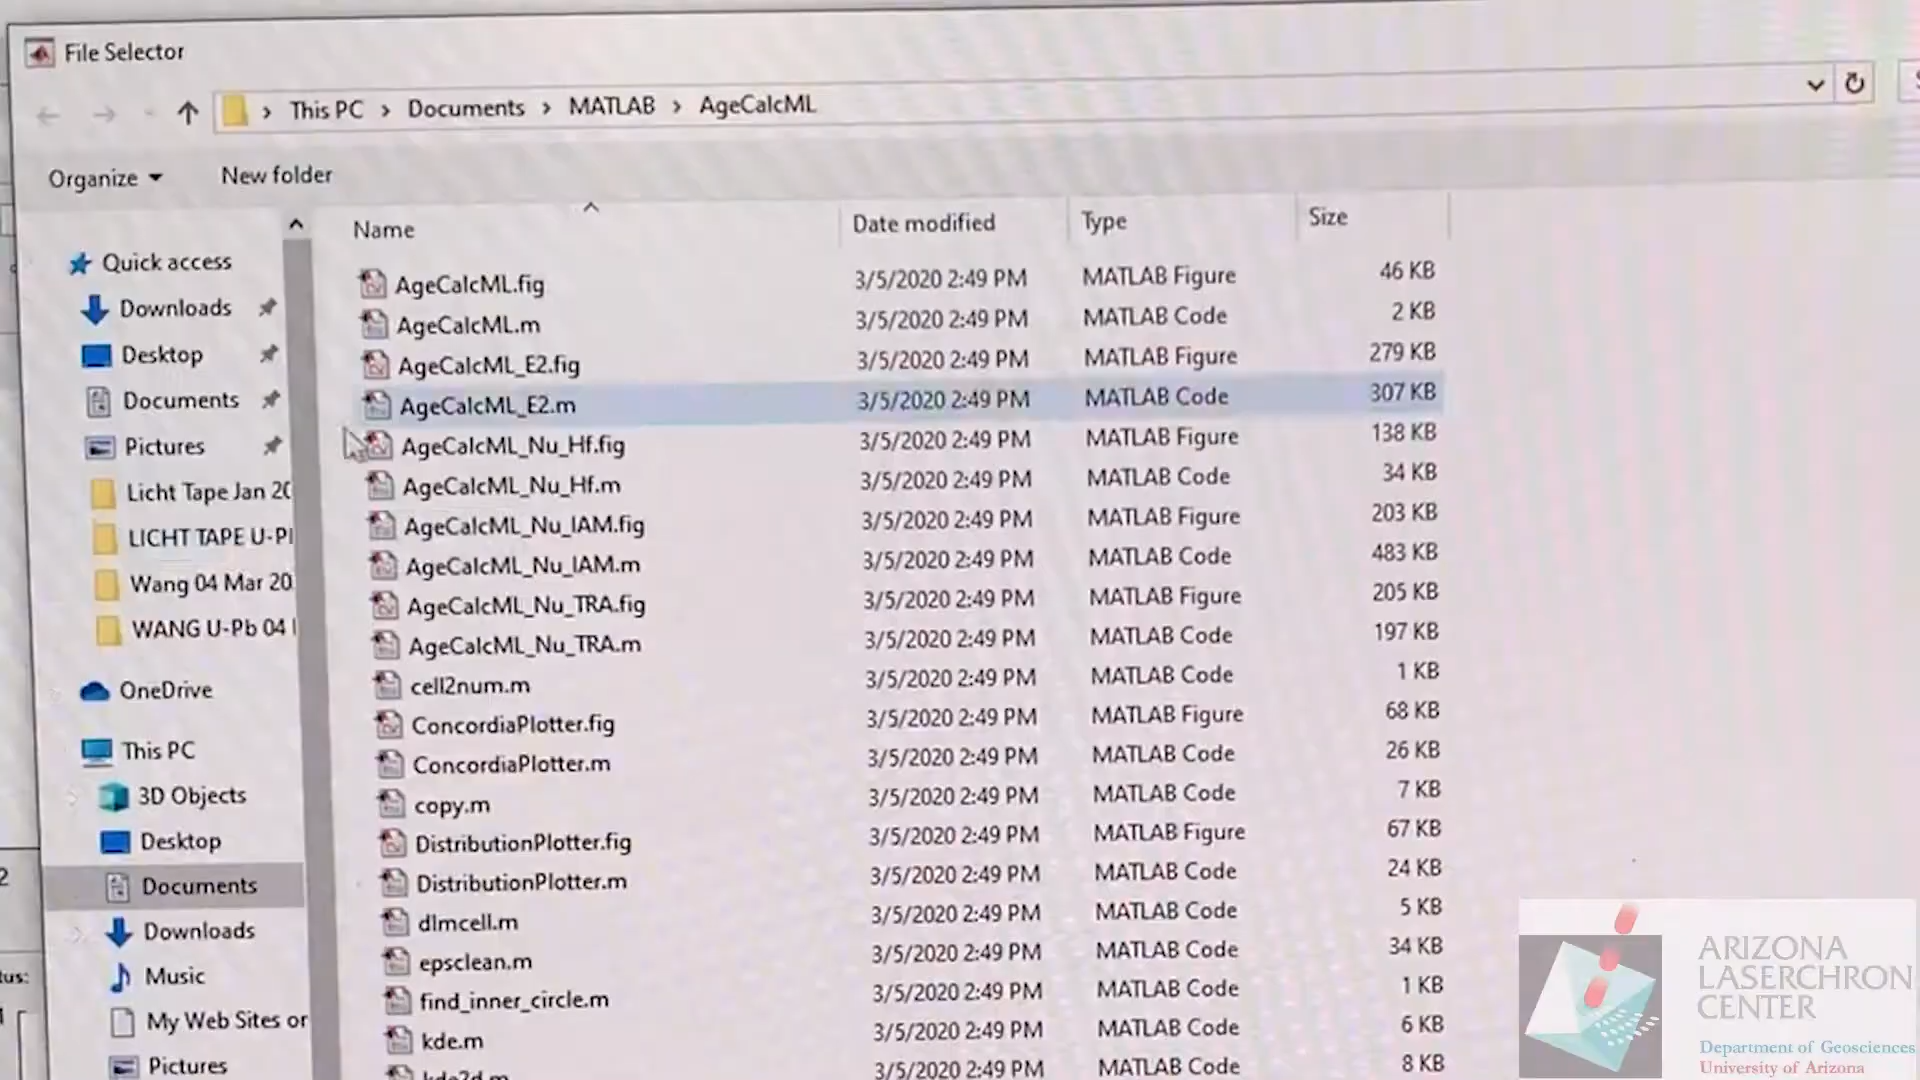 File Selector
This PC > Documents > MATLAB > AgeCalcML
Organize
New folder
Name
Date modified
Type
Size
Quick access
Downloads
Desktop
Documents
Pictures
Licht Tape Jan 20
LICHT TAPE U-Pl
Wang 04 Mar 20
WANG U-Pb 04
OneDrive
This PC
3D Objects
Desktop
Documents
Downloads
Music
My Web Sites or
Pictures
AgeCalcML.fig 3/5/2020 2:49 PM MATLAB Figure 46 KB
AgeCalcML.m 3/5/2020 2:49 PM MATLAB Code 2 KB
AgeCalcML_E2.fig 3/5/2020 2:49 PM MATLAB Figure 279 KB
AgeCalcML_E2.m 3/5/2020 2:49 PM MATLAB Code 307 KB
AgeCalcML_Nu_Hf.fig 3/5/2020 2:49 PM MATLAB Figure 138 KB
AgeCalcML_Nu_Hf.m 3/5/2020 2:49 PM MATLAB Code 34 KB
AgeCalcML_Nu_IAM.fig 3/5/2020 2:49 PM MATLAB Figure 203 KB
AgeCalcML_Nu_IAM.m 3/5/2020 2:49 PM MATLAB Code 483 KB
AgeCalcML_Nu_TRA.fig 3/5/2020 2:49 PM MATLAB Figure 205 KB
AgeCalcML_Nu_TRA.m 3/5/2020 2:49 PM MATLAB Code 197 KB
cell2num.m 3/5/2020 2:49 PM MATLAB Code 1 KB
ConcordiaPlotter.fig 3/5/2020 2:49 PM MATLAB Figure 68 KB
ConcordiaPlotter.m 3/5/2020 2:49 PM MATLAB Code 26 KB
copy.m 3/5/2020 2:49 PM MATLAB Code 7 KB
DistributionPlotter.fig 3/5/2020 2:49 PM MATLAB Figure 67 KB
DistributionPlotter.m 3/5/2020 2:49 PM MATLAB Code 24 KB
dlmcell.m 3/5/2020 2:49 PM MATLAB Code 5 KB
epsclean.m 3/5/2020 2:49 PM MATLAB Code 34 KB
find_inner_circle.m 3/5/2020 2:49 PM MATLAB Code 1 KB
kde.m 3/5/2020 2:49 PM MATLAB Code 6 KB
kde2d.m 3/5/2020 2:49 PM MATLAB Code 8 KB
2
tus:
ARIZONA
LASERCHRON
CENTER
Department of Geosciences
University of Arizona